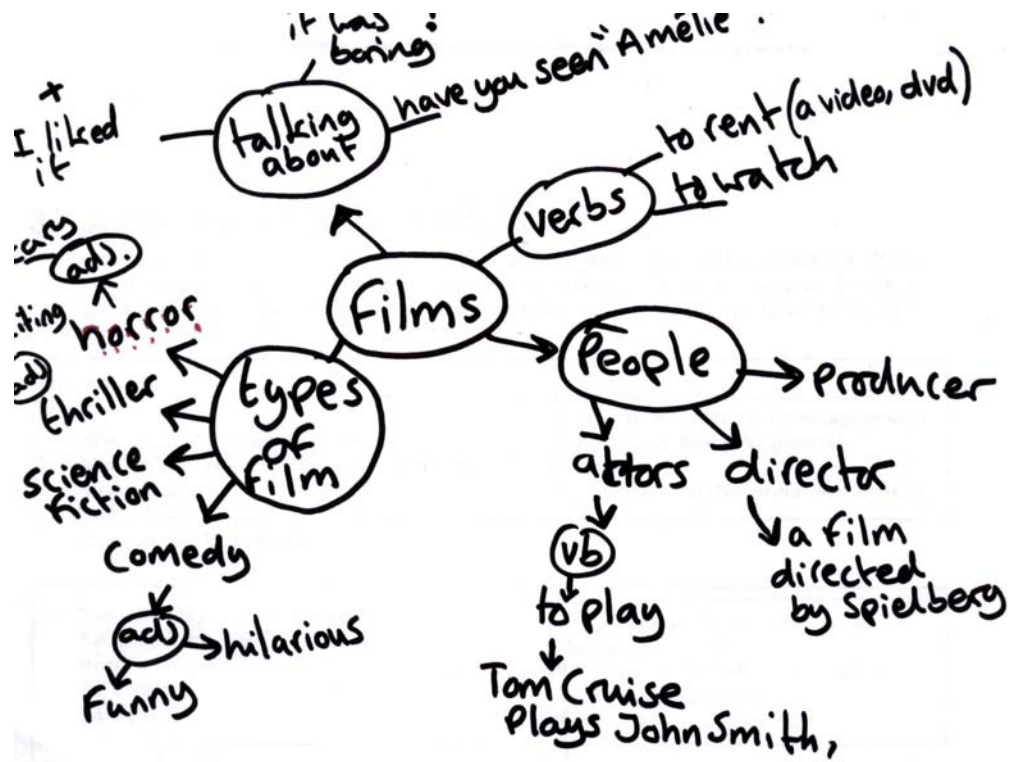 it was
boring!
have you seen "Amélie"?
+
I liked
it
talking
about
to rent (a video, dvd)
to watch
verbs
films
adj.
horror
thriller
science
fiction
types
of
film
People
producer
actors
director
vb
a film
directed
by Spielberg
to play
Tom Cruise
Plays John Smith,
Comedy
adj
hilarious
Funny